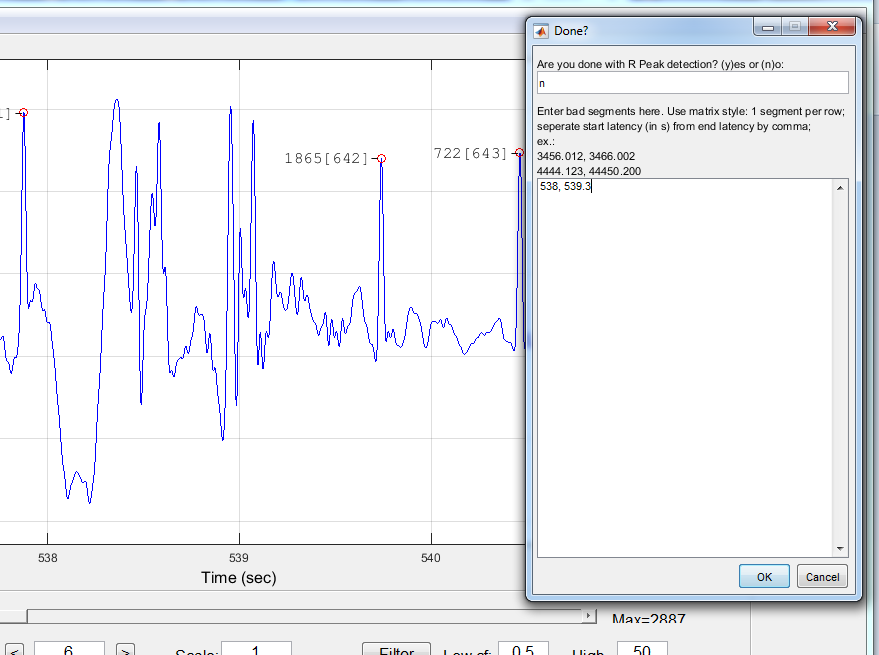 Done?
Are you done with R Peak detection? (y)es or (n)o:
n
Enter bad segments here. Use matrix style: 1 segment per row;
seperate start latency (in s) from end latency by comma;
ex.:
3456.012, 3466.002
4444.123, 44450.200
538, 539.3
OK Cancel
1865[642]
722[643]
538 539 540
Time (sec)
Max=2887
< 6 > Scale: 1 Filter Low cf: 0.5 High 50